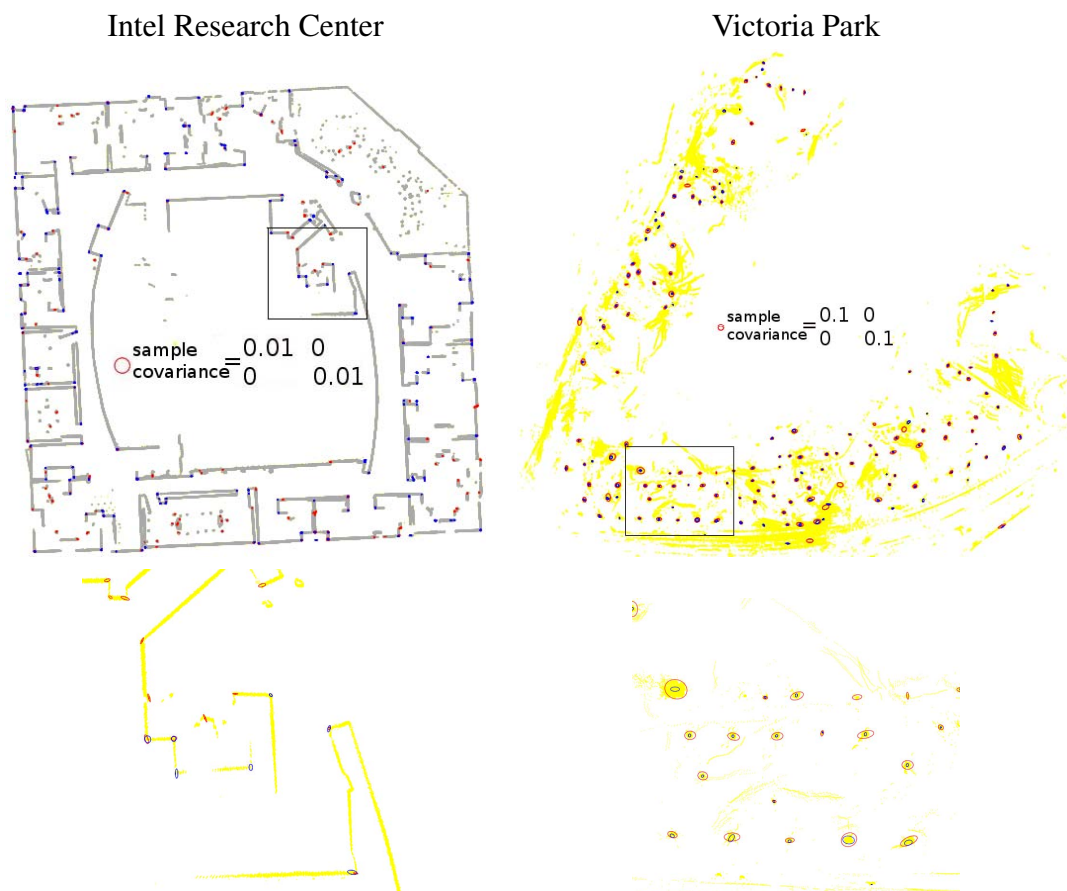 Intel Research Center
Victoria Park
sample
covariance
=
0.01 0
0 0.01
sample
covariance
=
0.1 0
0 0.1